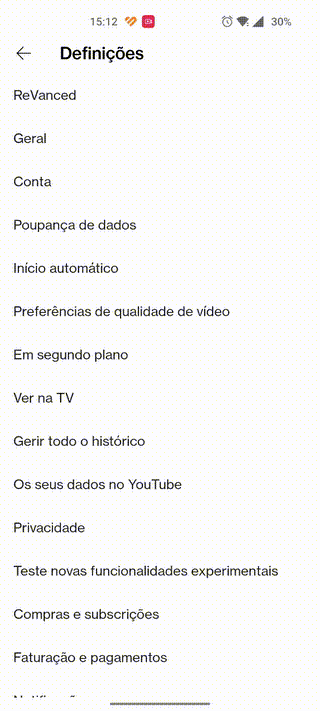 15:12 30%
Definições
ReVanced
Geral
Conta
Poupança de dados
Início automático
Preferências de qualidade de vídeo
Em segundo plano
Ver na TV
Gerir todo o histórico
Os seus dados no YouTube
Privacidade
Teste novas funcionalidades experimentais
Compras e subscrições
Faturação e pagamentos